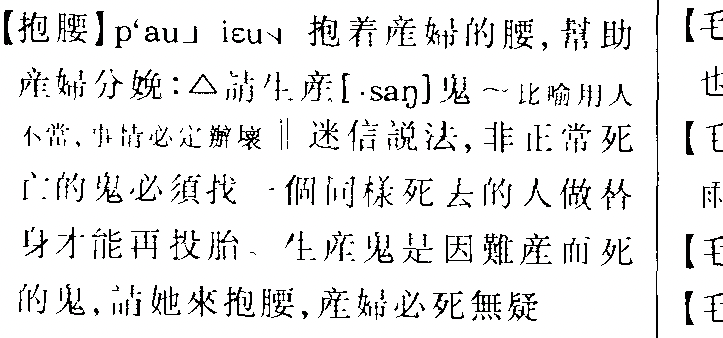 【抱腰】p‘au˩ iɛu˧˩ 抱着産婦的腰，幫助
産婦分娩：△請生産[·saŋ]鬼～比喻用人
不當，事情必定辦壞‖迷信説法，非正常死
亡的鬼必須找一個同樣死去的人做替
身才能再投胎。生産鬼是因難産而死
的鬼，請她來抱腰，産婦必死無疑
【毛
也
【毛
雨
【毛
【毛